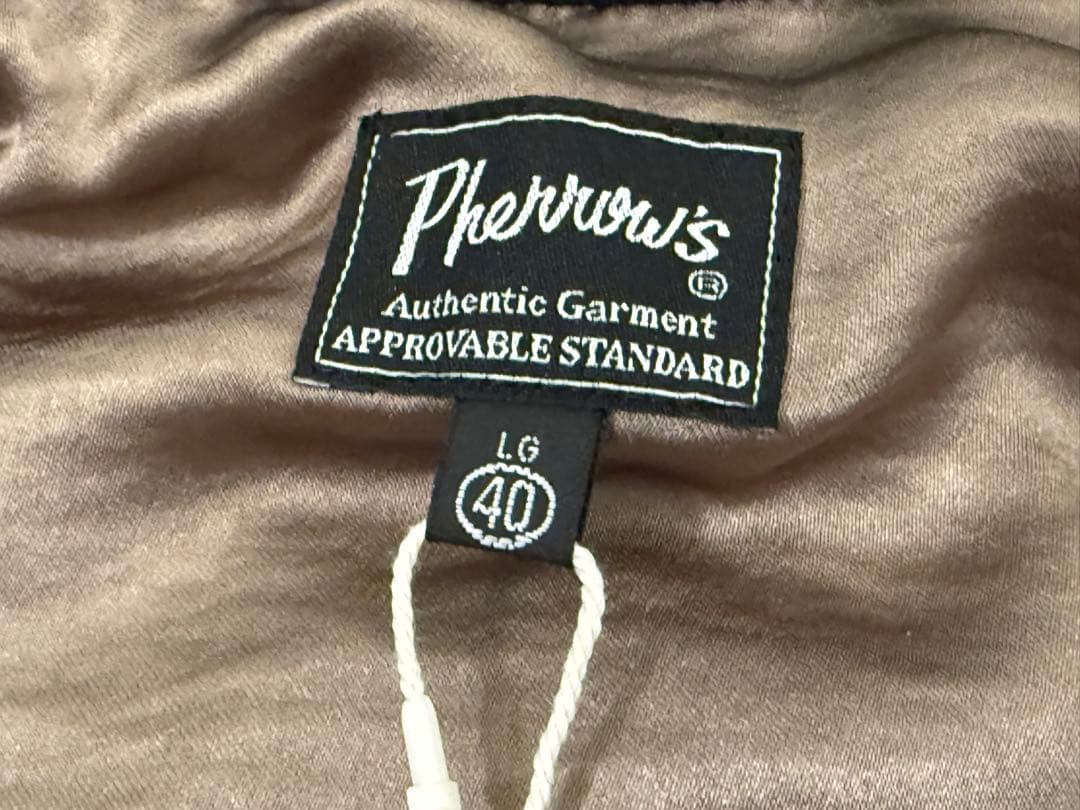 Pherrow's
®
Authentic Garment
APPROVABLE STANDARD
LG
40